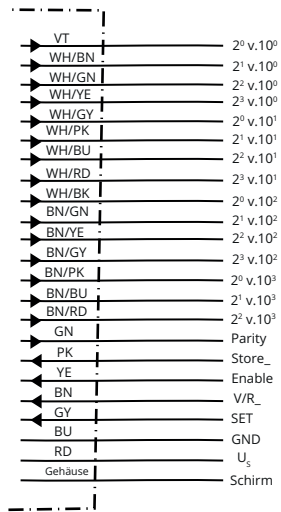 VT 2⁰ v.10⁰
WH/BN 2¹ v.10⁰
WH/GN 2² v.10⁰
WH/YE 2³ v.10⁰
WH/GY 2⁰ v.10¹
WH/PK 2¹ v.10¹
WH/BU 2² v.10¹
WH/RD 2³ v.10¹
WH/BK 2⁰ v.10²
BN/GN 2¹ v.10²
BN/YE 2² v.10²
BN/GY 2³ v.10²
BN/PK 2⁰ v.10³
BN/BU 2¹ v.10³
BN/RD 2² v.10³
GN Parity
PK Store_
YE Enable
BN V/R_
GY SET
BU GND
RD Uₛ
Gehäuse Schirm